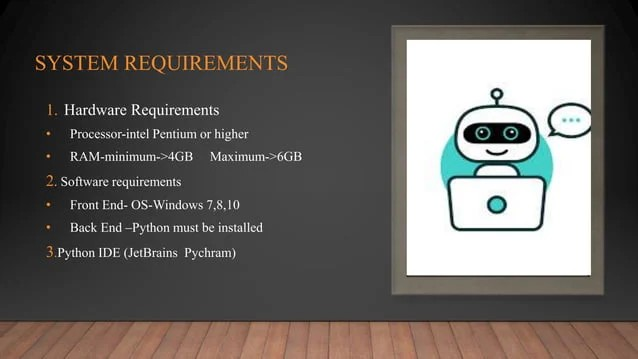 SYSTEM REQUIREMENTS
1. Hardware Requirements
• Processor-intel Pentium or higher
• RAM-minimum->4GB Maximum->6GB
2. Software requirements
• Front End- OS-Windows 7,8,10
• Back End –Python must be installed
3.Python IDE (JetBrains Pychram)